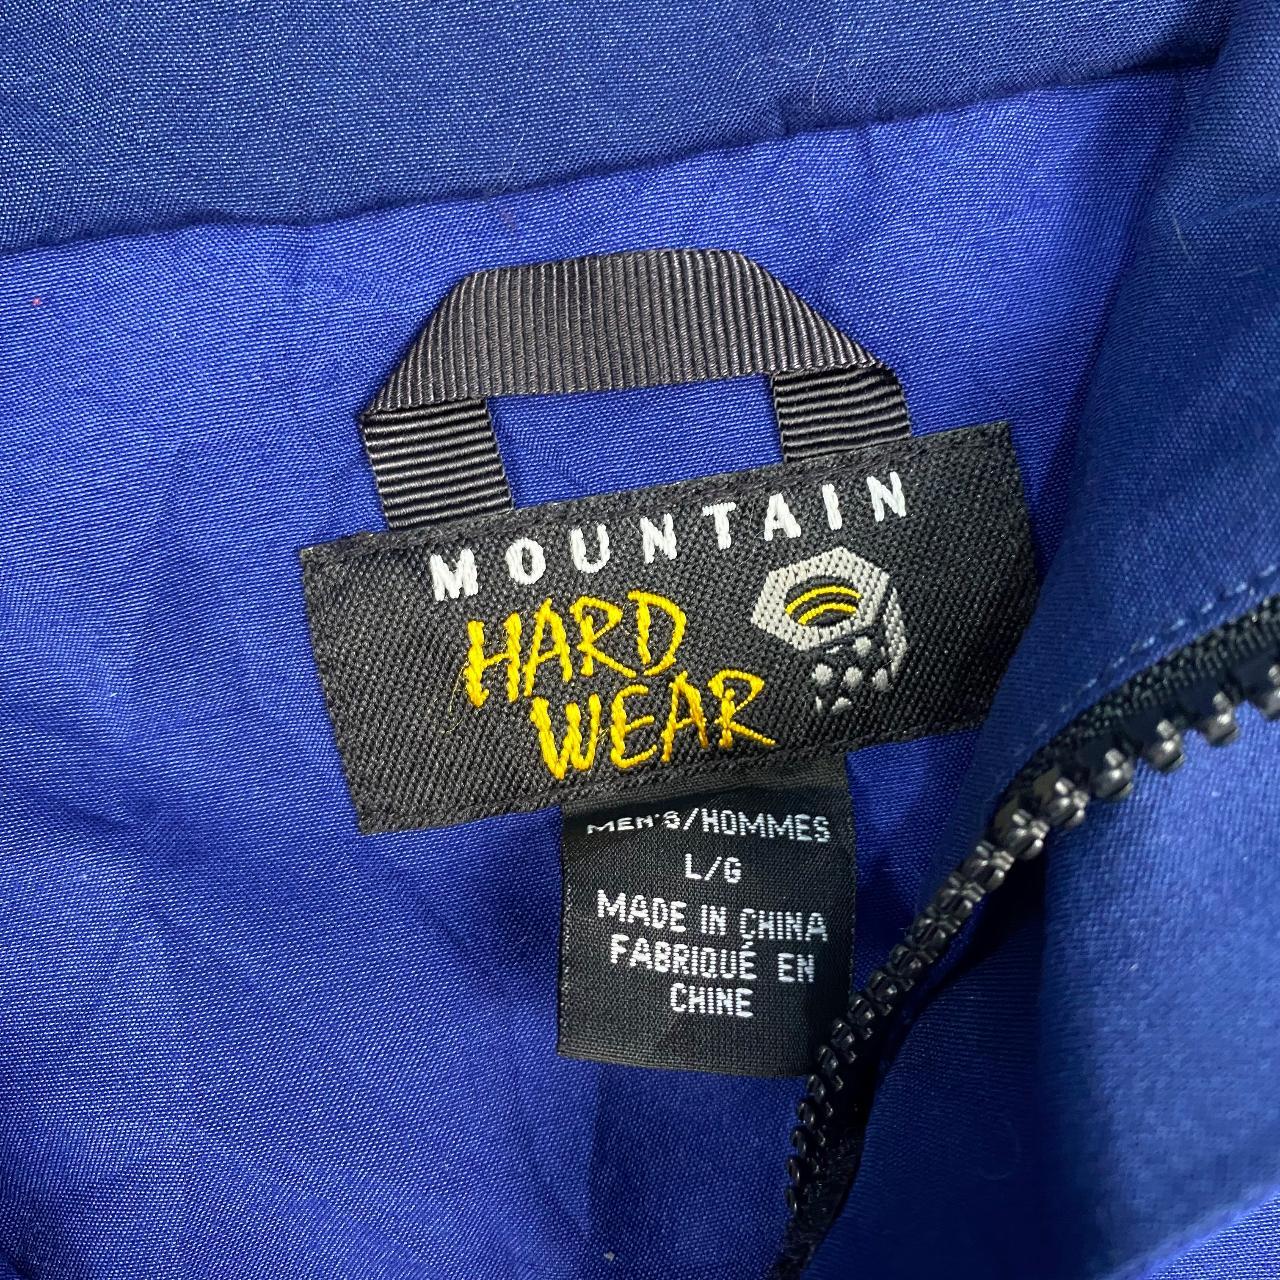 MOUNTAIN
HARD
WEAR
MEN'S/HOMMES
L/G
MADE IN CHINA
FABRIQUÉ EN
CHINE